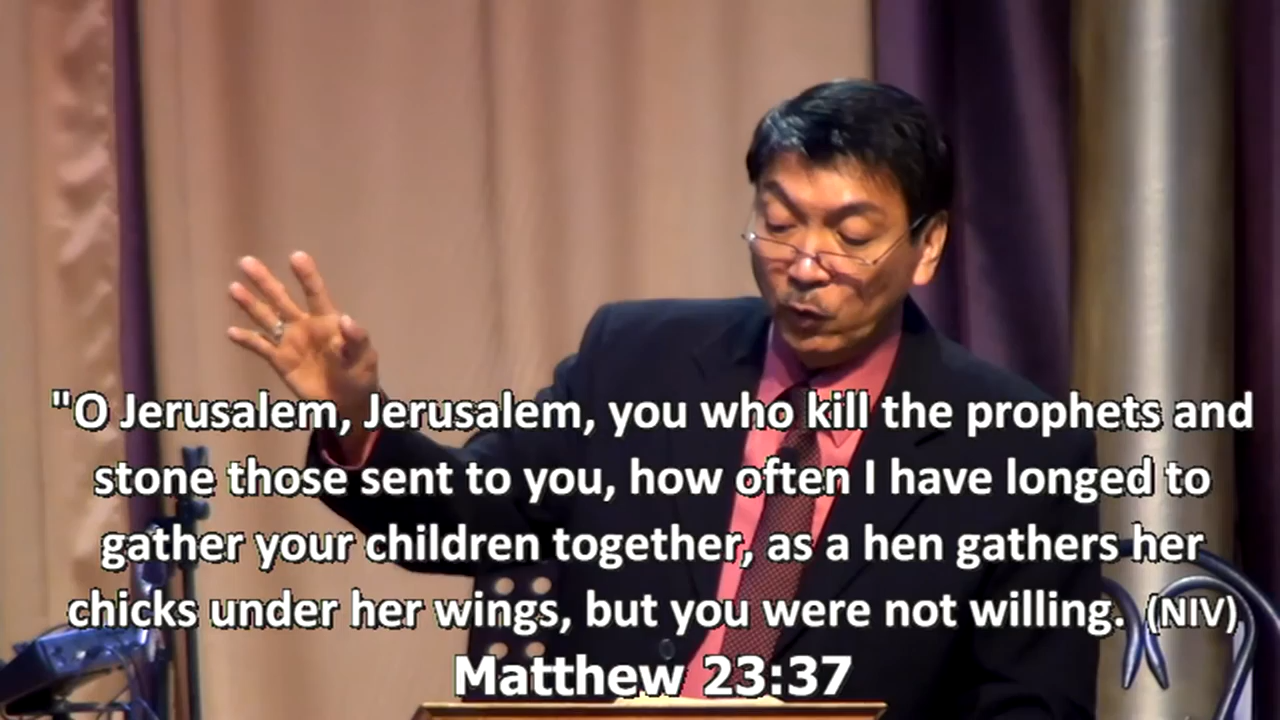 "O Jerusalem, Jerusalem, you who kill the prophets and
stone those sent to you, how often I have longed to
gather your children together, as a hen gathers her
chicks under her wings, but you were not willing. (NIV)
Matthew 23:37